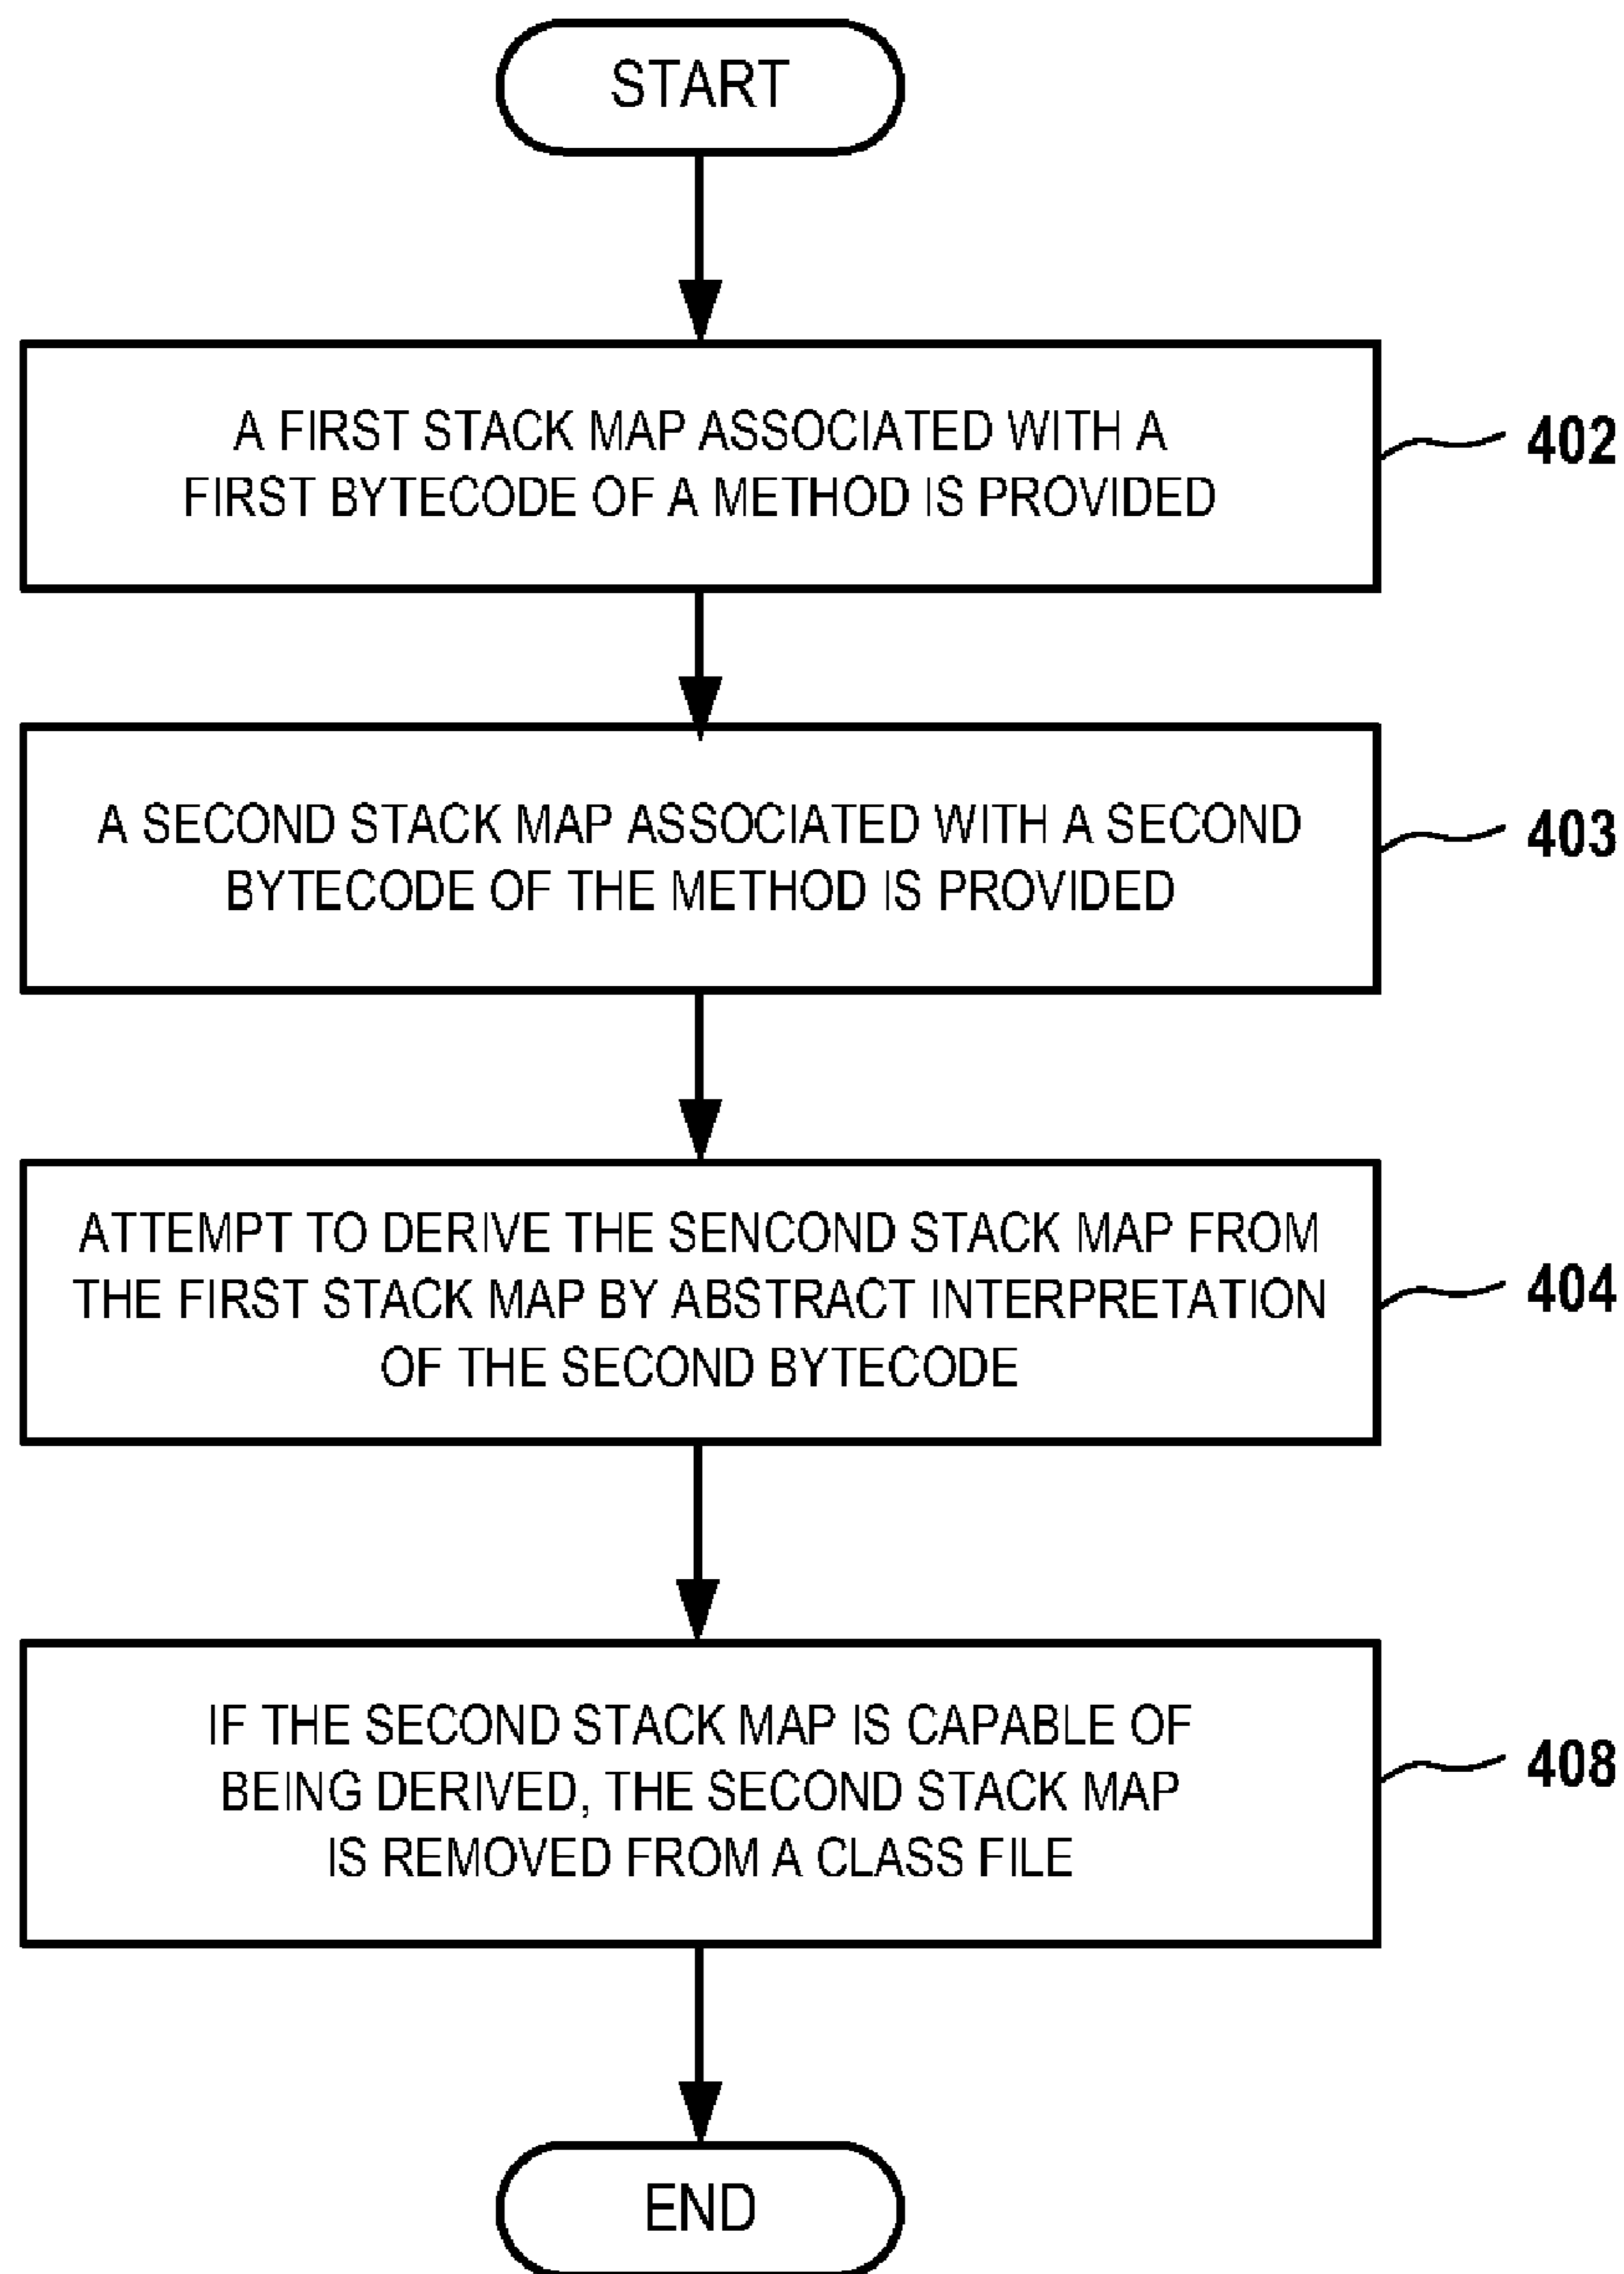 START
A FIRST STACK MAP ASSOCIATED WITH A
FIRST BYTECODE OF A METHOD IS PROVIDED
402
A SECOND STACK MAP ASSOCIATED WITH A SECOND
BYTECODE OF THE METHOD IS PROVIDED
403
ATTEMPT TO DERIVE THE SENCOND STACK MAP FROM
THE FIRST STACK MAP BY ABSTRACT INTERPRETATION
OF THE SECOND BYTECODE
404
IF THE SECOND STACK MAP IS CAPABLE OF
BEING DERIVED, THE SECOND STACK MAP
IS REMOVED FROM A CLASS FILE
408
END